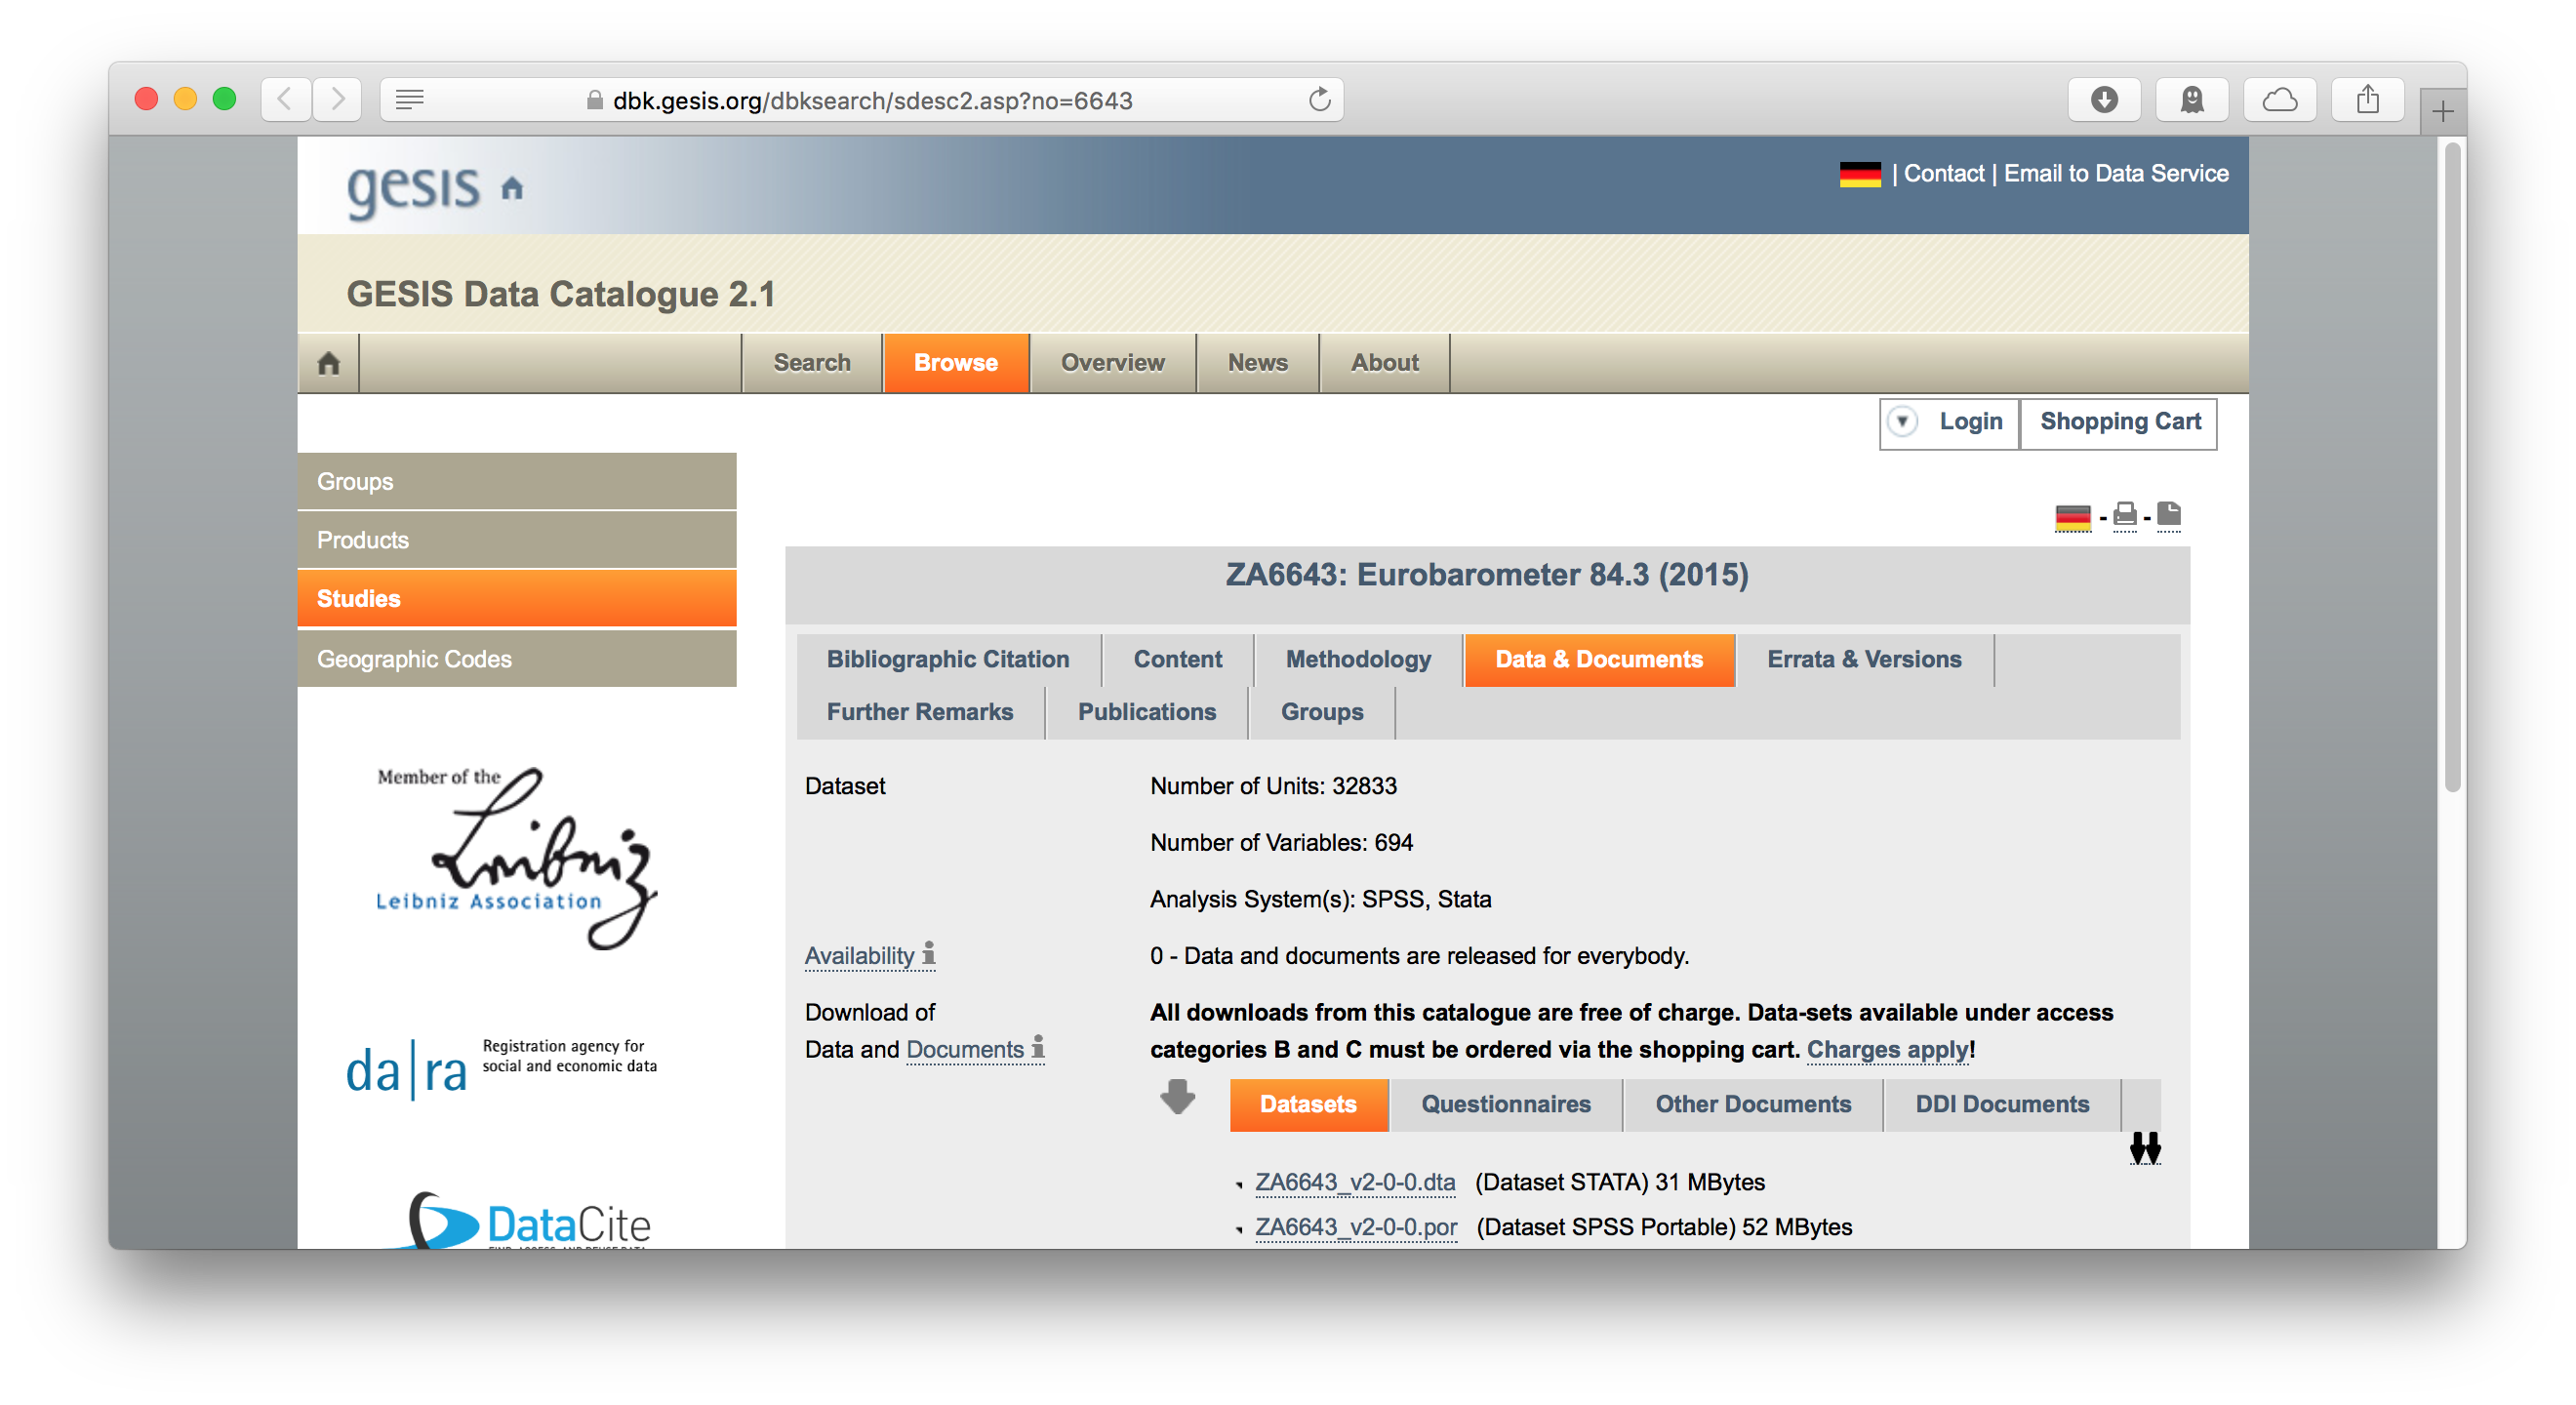 dbk.gesis.org/dbksearch/sdesc2.asp?no=6643
gesis
| Contact | Email to Data Service
GESIS Data Catalogue 2.1
Search Browse Overview News About
Login Shopping Cart
Groups
Products
Studies
Geographic Codes
Member of the
Leibniz
Leibniz Association
da|ra Registration agency for
social and economic data
DataCite
- -
ZA6643: Eurobarometer 84.3 (2015)
Bibliographic Citation Content Methodology Data & Documents Errata & Versions
Further Remarks Publications Groups
Dataset Number of Units: 32833
Number of Variables: 694
Analysis System(s): SPSS, Stata
Availability 0 - Data and documents are released for everybody.
Download of All downloads from this catalogue are free of charge. Data-sets available under access
Data and Documents categories B and C must be ordered via the shopping cart. Charges apply!
Datasets Questionnaires Other Documents DDI Documents
ZA6643_v2-0-0.dta (Dataset STATA) 31 MBytes
ZA6643_v2-0-0.por (Dataset SPSS Portable) 52 MBytes